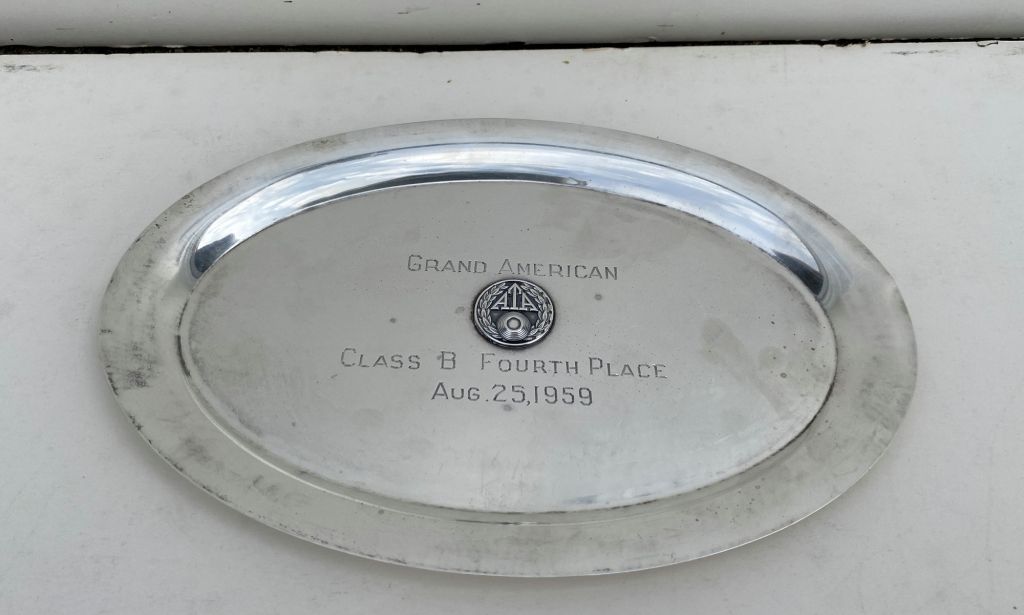 GRAND AMERICAN
ATA
CLASS B FOURTH PLACE
AUG. 25, 1959